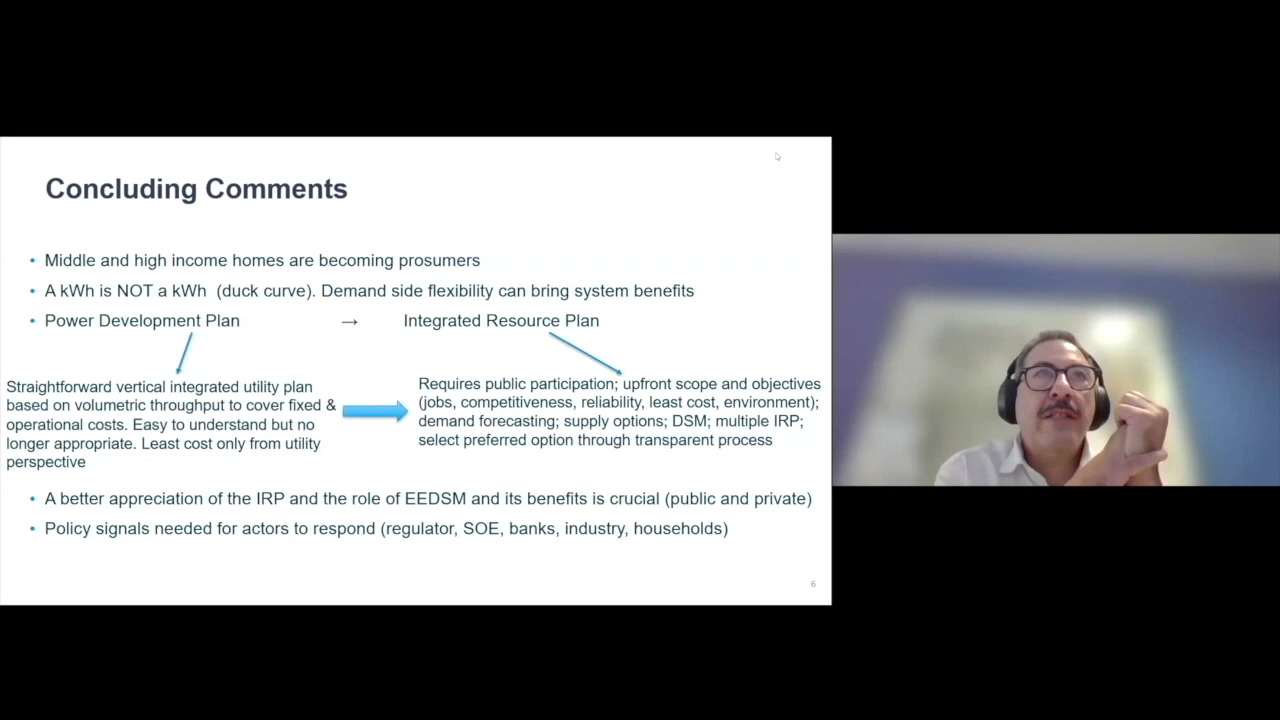 Concluding Comments
• Middle and high income homes are becoming prosumers
• A kWh is NOT a kWh (duck curve). Demand side flexibility can bring system benefits
• Power Development Plan → Integrated Resource Plan
Straightforward vertical integrated utility plan
based on volumetric throughput to cover fixed &
operational costs. Easy to understand but no
longer appropriate. Least cost only from utility
perspective
Requires public participation; upfront scope and objectives
(jobs, competitiveness, reliability, least cost, environment);
demand forecasting; supply options; DSM; multiple IRP;
select preferred option through transparent process
• A better appreciation of the IRP and the role of EEDSM and its benefits is crucial (public and private)
• Policy signals needed for actors to respond (regulator, SOE, banks, industry, households)
6